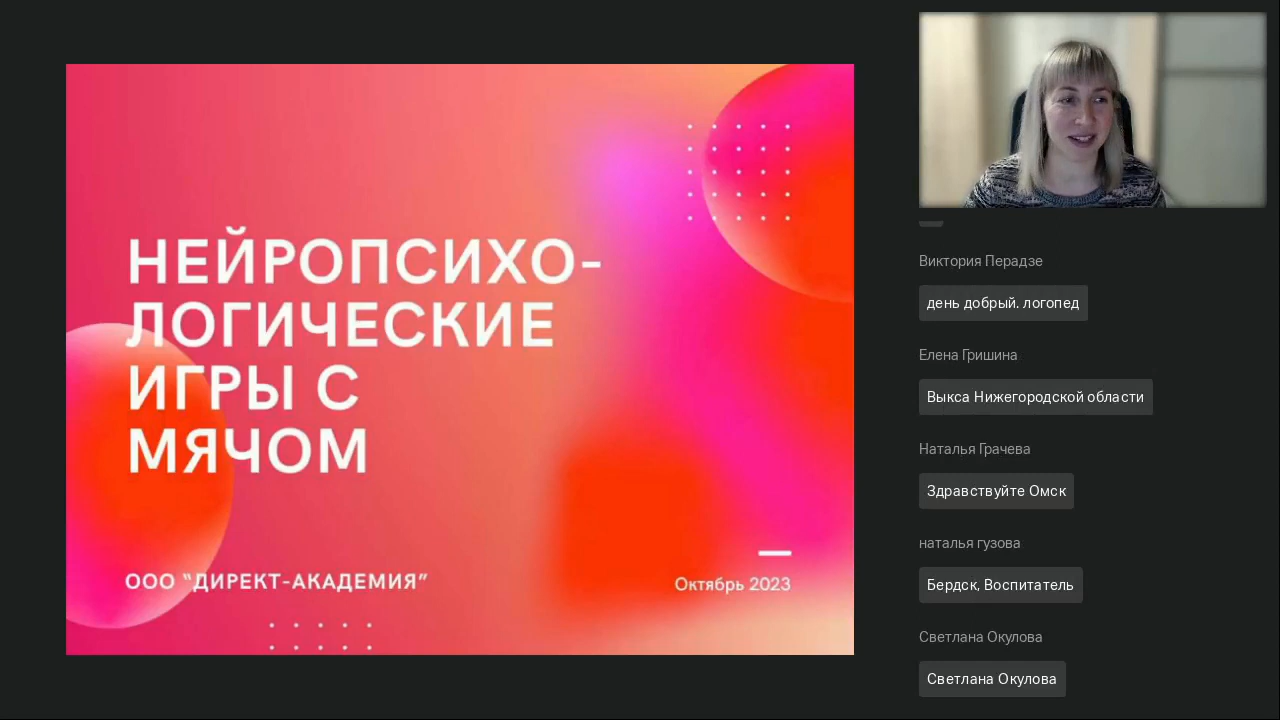 НЕЙРОПСИХО-
ЛОГИЧЕСКИЕ
ИГРЫ С
МЯЧОМ
ООО “ДИРЕКТ-АКАДЕМИЯ”
Октябрь 2023
Виктория Перадзе
день добрый. логопед
Елена Гришина
Выкса Нижегородской области
Наталья Грачева
Здравствуйте Омск
наталья гузова
Бердск, Воспитатель
Светлана Окулова
Светлана Окулова